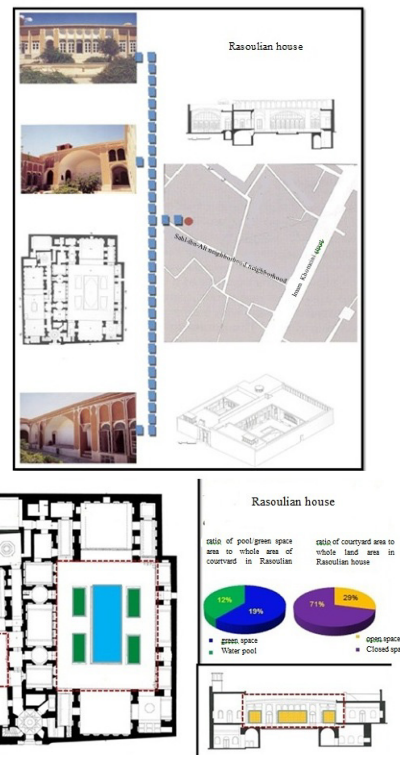 Rasoulian house
Sahl-ibn-Ali neighborhood neighborhood
Imam Khomeini
Rasoulian house
ratio of pool/green space
area to whole area of
courtyard in Rasoulian
ratio of courtyard area to
whole land area in
Rasoulian house
12%
19%
71%
29%
green space
Water pool
open space
Closed spa